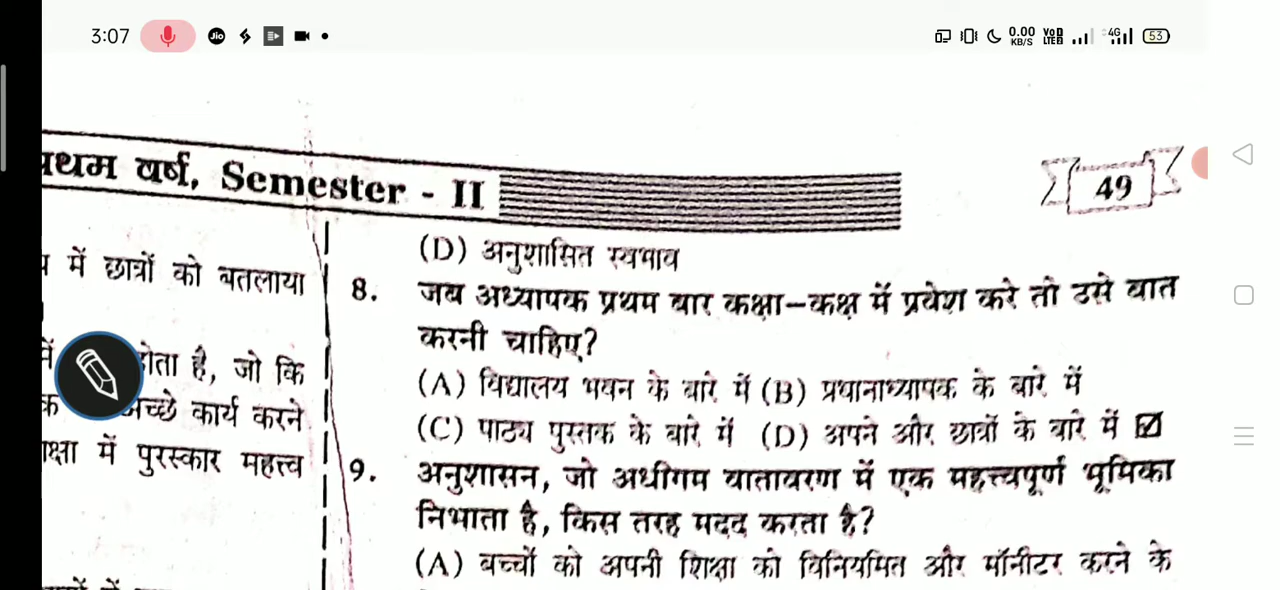 3:07
0.00 KB/S
4G
53
प्रथम वर्ष, Semester - II
49
में छात्रों को बतलाया
होता है, जो कि
अच्छे कार्य करने
में पुरस्कार महत्त्व
(D) अनुशासित स्वभाव
8. जब अध्यापक प्रथम बार कक्षा-कक्ष में प्रवेश करे तो उसे बात
करनी चाहिए?
(A) विद्यालय भवन के बारे में (B) प्रधानाध्यापक के बारे में
(C) पाठ्य पुस्तक के बारे में (D) अपने और छात्रों के बारे में
9. अनुशासन, जो अधीगम वातावरण में एक महत्त्वपूर्ण भूमिका
निभाता है, किस तरह मदद करता है?
(A) बच्चों को अपनी शिक्षा को विनियमित और मॉनीटर करने के